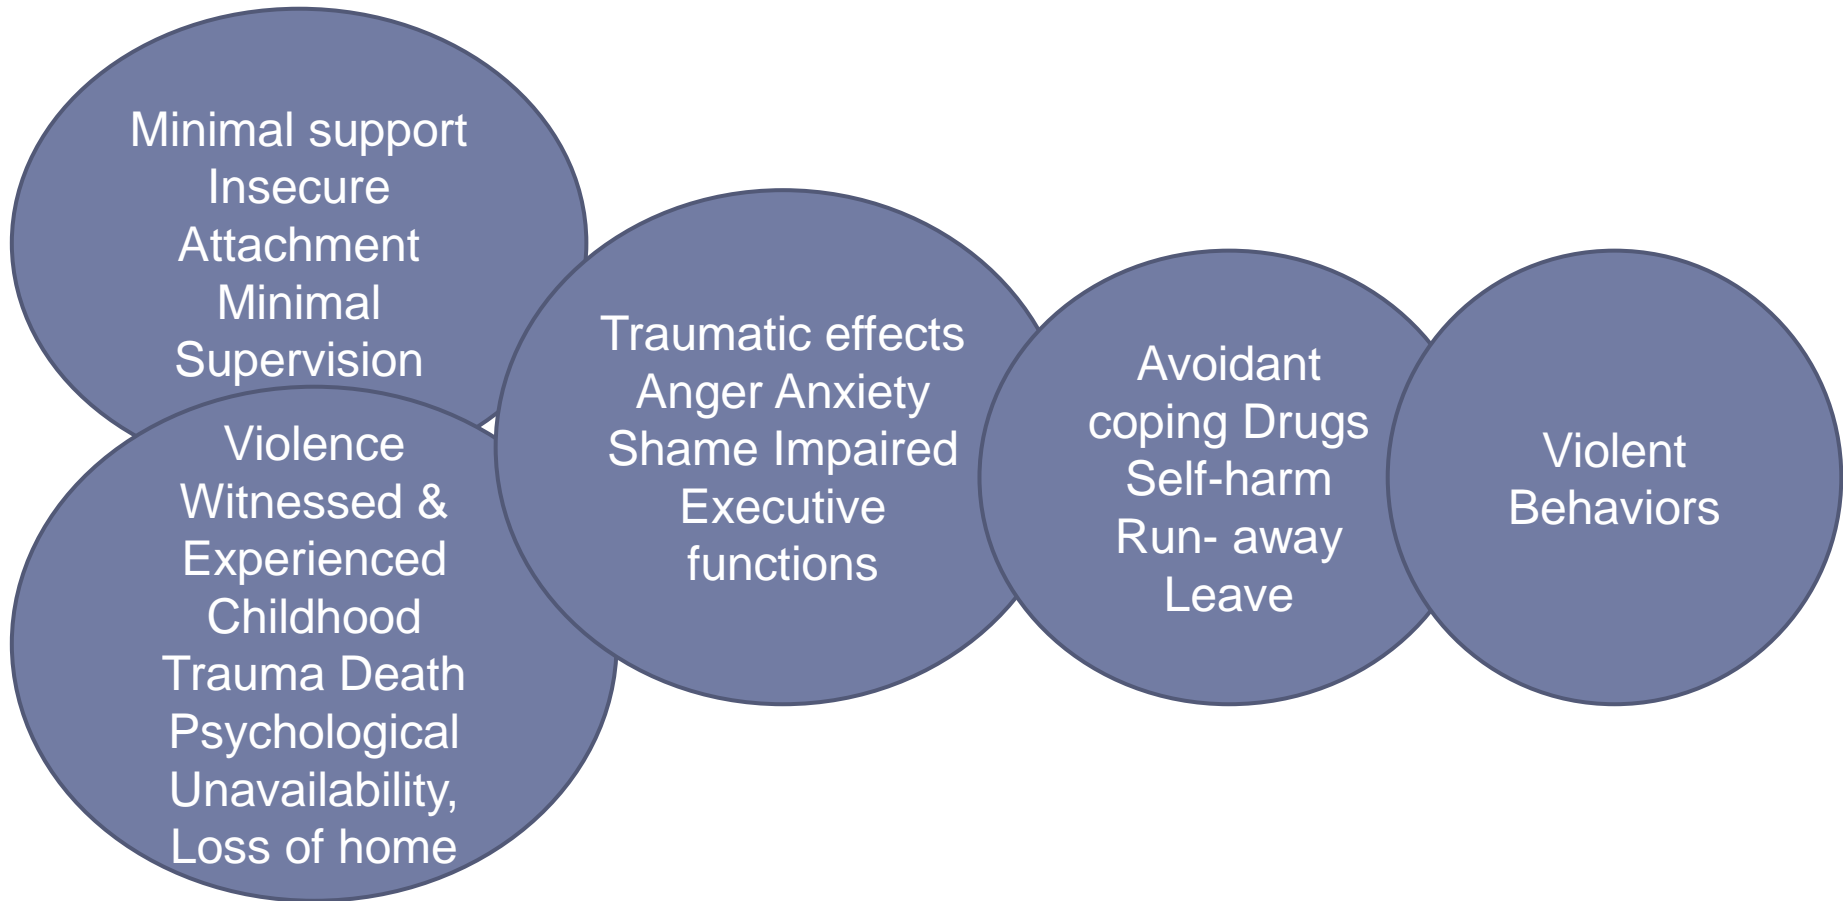 Minimal support
Insecure
Attachment
Minimal
Supervision
Violence
Witnessed &
Experienced
Childhood
Trauma Death
Psychological
Unavailability,
Loss of home
Traumatic effects
Anger Anxiety
Shame Impaired
Executive
functions
Avoidant
coping Drugs
Self-harm
Run- away
Leave
Violent
Behaviors